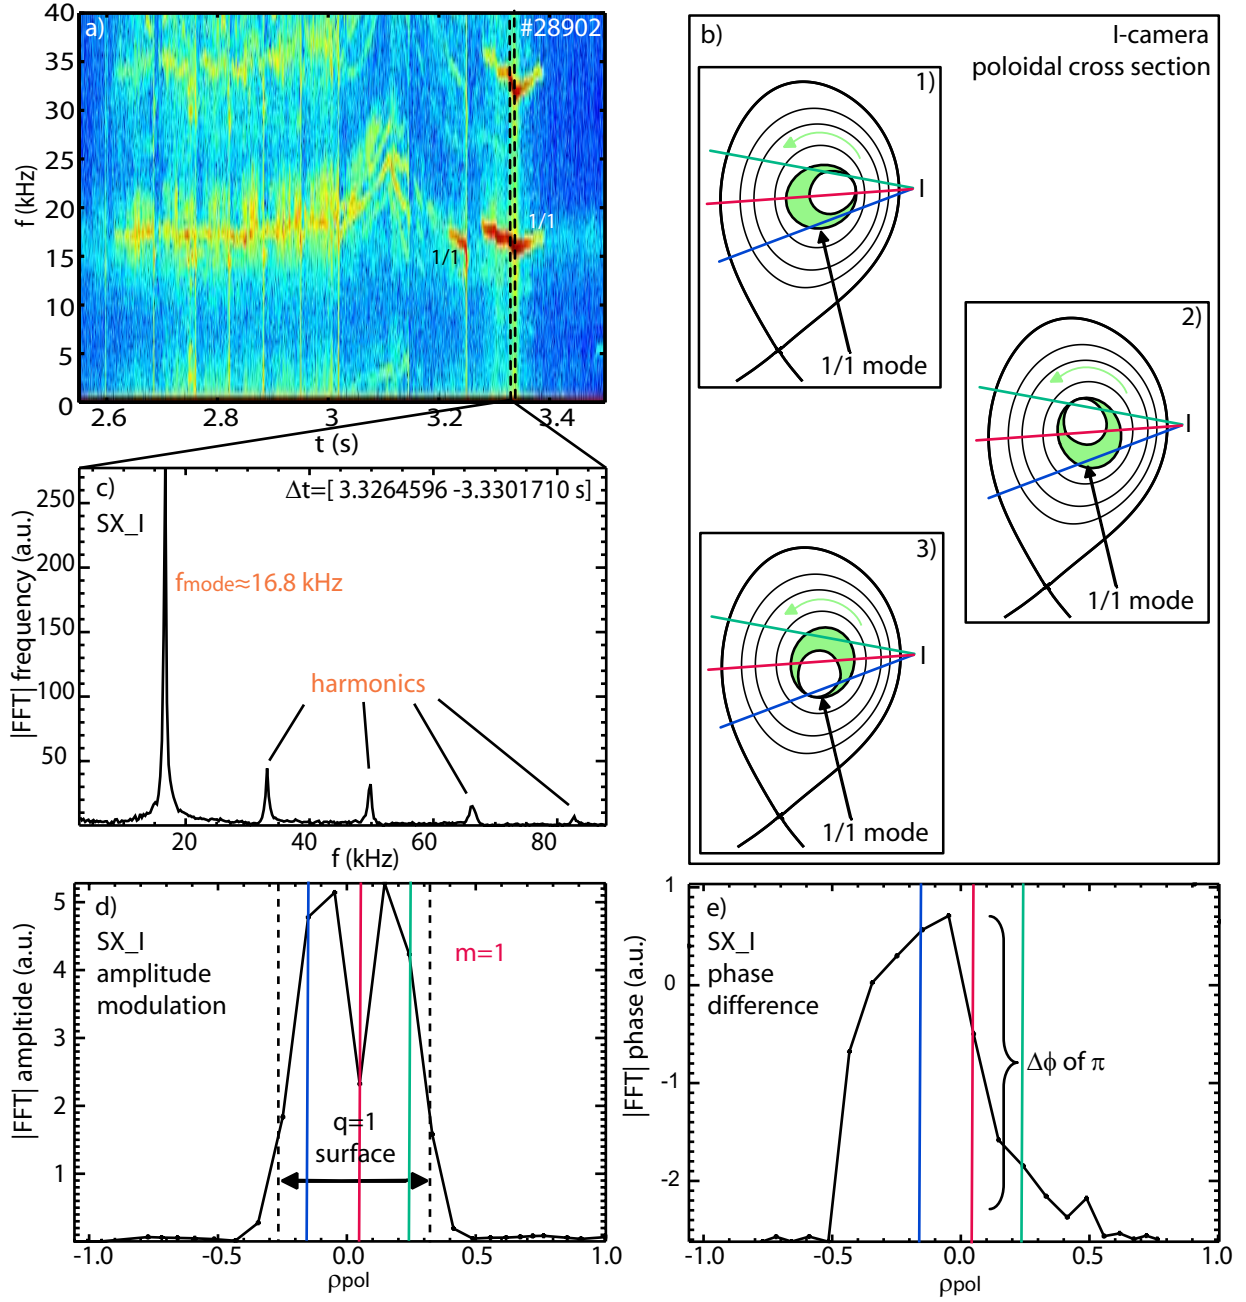 a)
#28902
40
35
30
25
20
15
10
5
0
f (kHz)
1/1
1/1
2.6
2.8
3
3.2
3.4
t (s)
b)
I-camera
poloidal cross section
1)
I
1/1 mode
2)
I
1/1 mode
3)
I
1/1 mode
c)
Δt=[ 3.3264596 -3.3301710 s]
SX_I
fmode≈16.8 kHz
harmonics
250
200
150
100
50
|FFT| frequency (a.u.)
20
40
60
80
f (kHz)
d)
SX_I
amplitude
modulation
m=1
q=1
surface
5
4
3
2
1
|FFT| ampltide (a.u.)
-1.0
-0.5
0.0
0.5
1.0
ρpol
e)
SX_I
phase
difference
Δϕ of π
1
0
-1
-2
|FFT| phase (a.u.)
-1.0
-0.5
0.0
0.5
1.0
ρpol